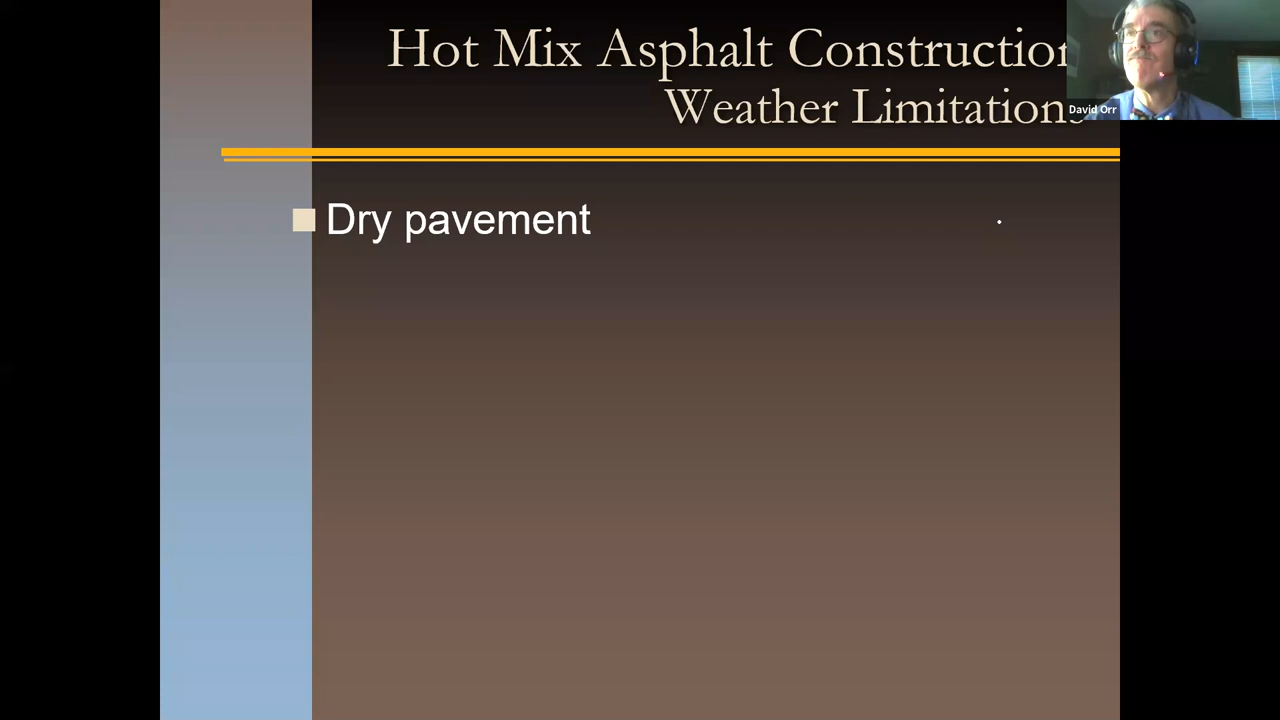 Hot Mix Asphalt Construction
Weather Limitations
David Orr
Dry pavement